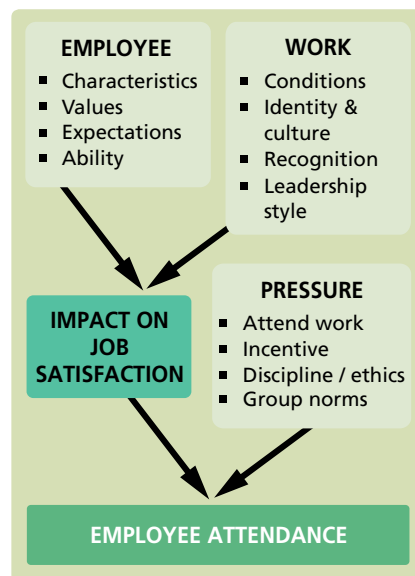 EMPLOYEE
▪ Characteristics
▪ Values
▪ Expectations
▪ Ability
WORK
▪ Conditions
▪ Identity &
culture
▪ Recognition
▪ Leadership
style
IMPACT ON
JOB
SATISFACTION
PRESSURE
▪ Attend work
▪ Incentive
▪ Discipline / ethics
▪ Group norms
EMPLOYEE ATTENDANCE